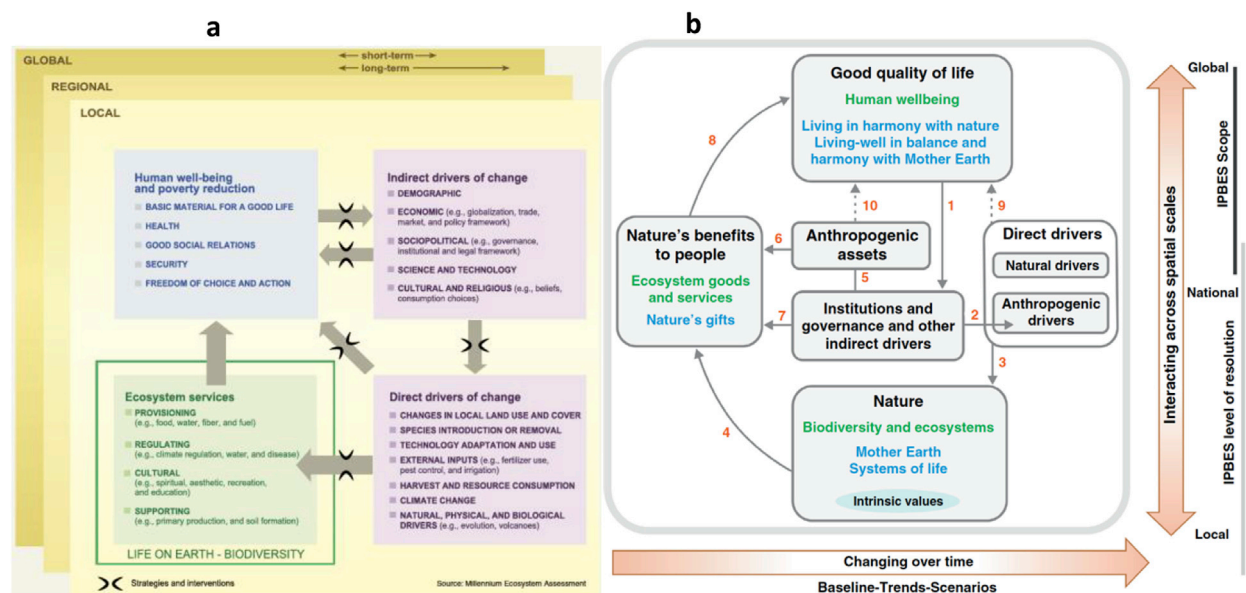 a
GLOBAL
short-term
long-term
REGIONAL
LOCAL
Human well-being
and poverty reduction
BASIC MATERIAL FOR A GOOD LIFE
HEALTH
GOOD SOCIAL RELATIONS
SECURITY
FREEDOM OF CHOICE AND ACTION
Indirect drivers of change
DEMOGRAPHIC
ECONOMIC (e.g., globalization, trade,
market, and policy framework)
SOCIOPOLITICAL (e.g., governance,
institutional and legal framework)
SCIENCE AND TECHNOLOGY
CULTURAL AND RELIGIOUS (e.g., beliefs,
consumption choices)
Ecosystem services
PROVISIONING
(e.g., food, water, fiber, and fuel)
REGULATING
(e.g., climate regulation, water, and disease)
CULTURAL
(e.g., spiritual, aesthetic, recreation,
and education)
SUPPORTING
(e.g., primary production, and soil formation)
LIFE ON EARTH - BIODIVERSITY
Direct drivers of change
CHANGES IN LOCAL LAND USE AND COVER
SPECIES INTRODUCTION OR REMOVAL
TECHNOLOGY ADAPTATION AND USE
EXTERNAL INPUTS (e.g., fertilizer use,
pest control, and irrigation)
HARVEST AND RESOURCE CONSUMPTION
CLIMATE CHANGE
NATURAL, PHYSICAL, AND BIOLOGICAL
DRIVERS (e.g., evolution, volcanoes)
Strategies and interventions
Source: Millennium Ecosystem Assessment
b
Good quality of life
Human wellbeing
Living in harmony with nature
Living-well in balance and
harmony with Mother Earth
8
10
1
9
Nature's benefits
to people
Ecosystem goods
and services
Nature's gifts
6
Anthropogenic
assets
5
7
Institutions and
governance and other
indirect drivers
2
Direct drivers
Natural drivers
Anthropogenic
drivers
3
4
Nature
Biodiversity and ecosystems
Mother Earth
Systems of life
Intrinsic values
Changing over time
Baseline-Trends-Scenarios
Interacting across spatial scales
Global
National
Local
IPBES Scope
IPBES level of resolution